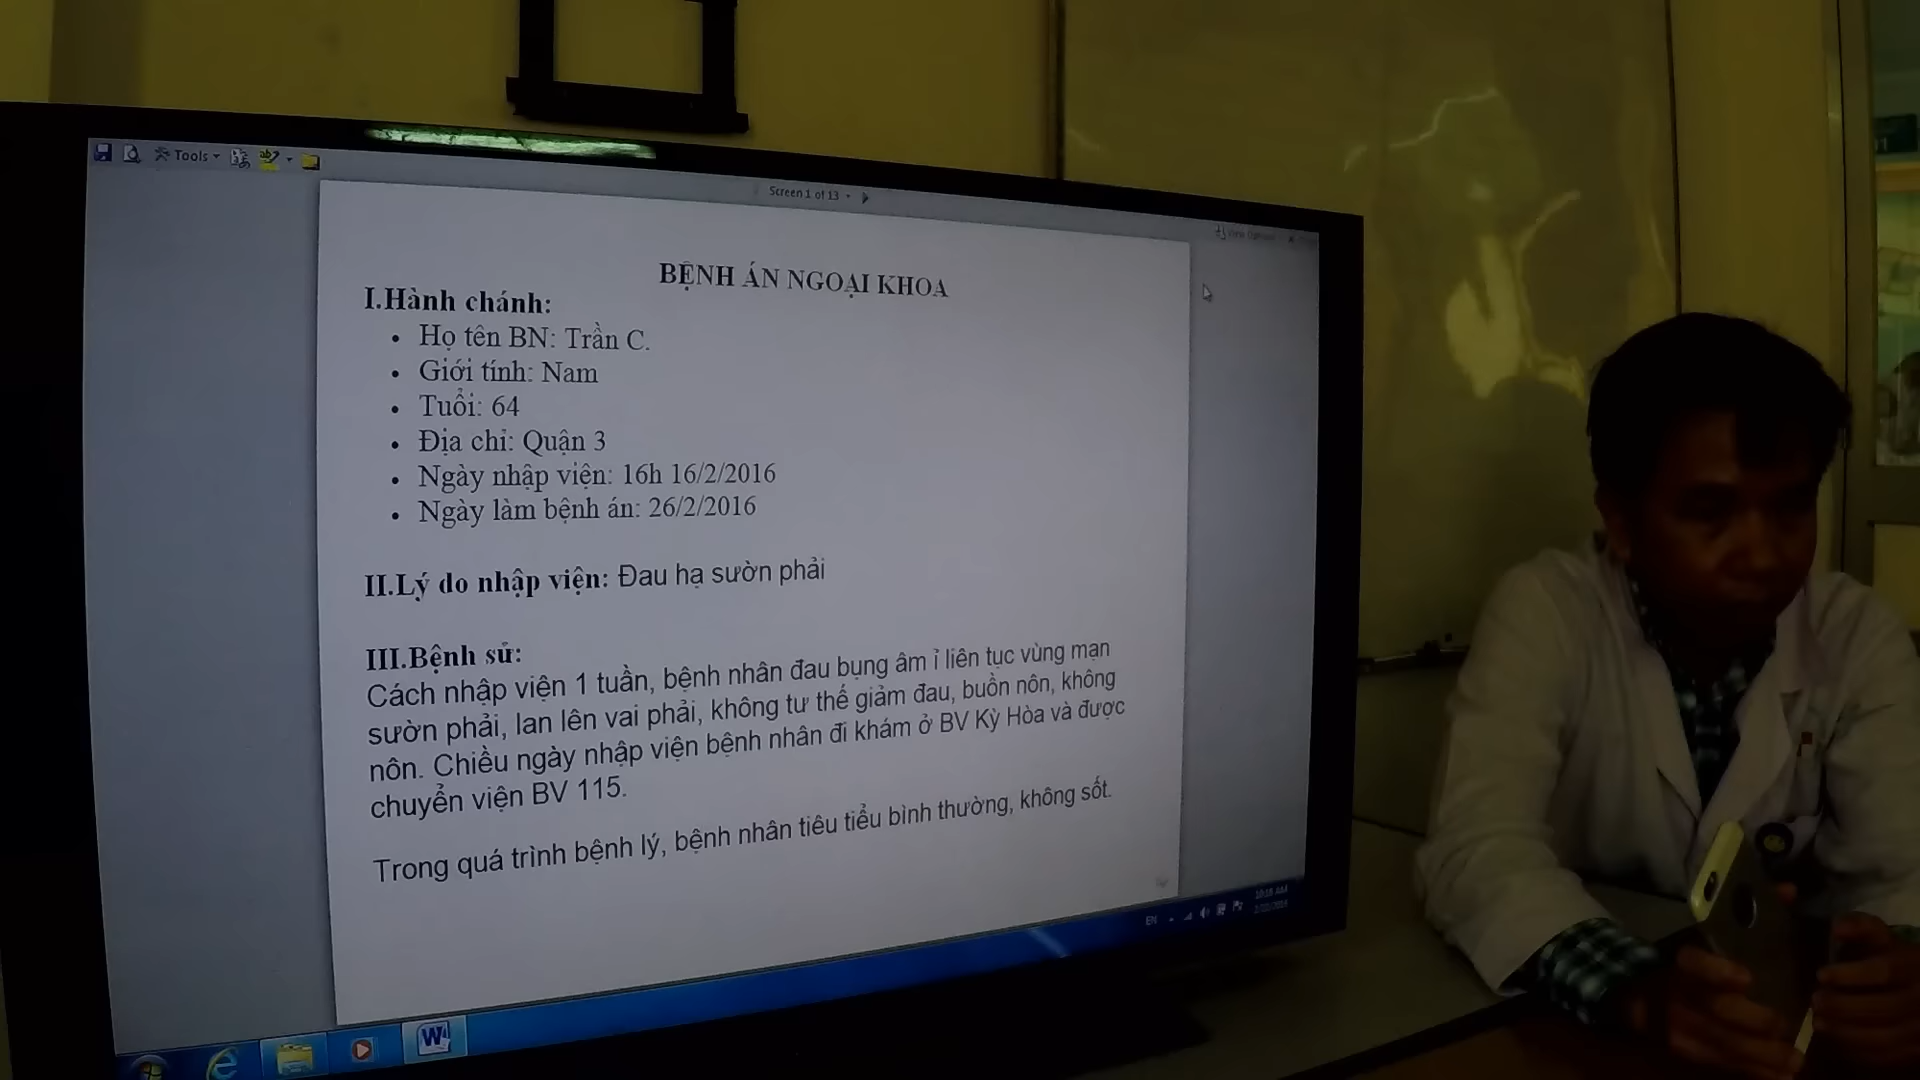 Tools
Screen 1 of 13
BỆNH ÁN NGOẠI KHOA
I.Hành chánh:
• Họ tên BN: Trần C.
• Giới tính: Nam
• Tuổi: 64
• Địa chỉ: Quận 3
• Ngày nhập viện: 16h 16/2/2016
• Ngày làm bệnh án: 26/2/2016
II.Lý do nhập viện: Đau hạ sườn phải
III.Bệnh sử:
Cách nhập viện 1 tuần, bệnh nhân đau bụng âm ỉ liên tục vùng mạn
sườn phải, lan lên vai phải, không tư thế giảm đau, buồn nôn, không
nôn. Chiều ngày nhập viện bệnh nhân đi khám ở BV Kỳ Hòa và được
chuyển viện BV 115.
Trong quá trình bệnh lý, bệnh nhân tiêu tiểu bình thường, không sốt.
EN